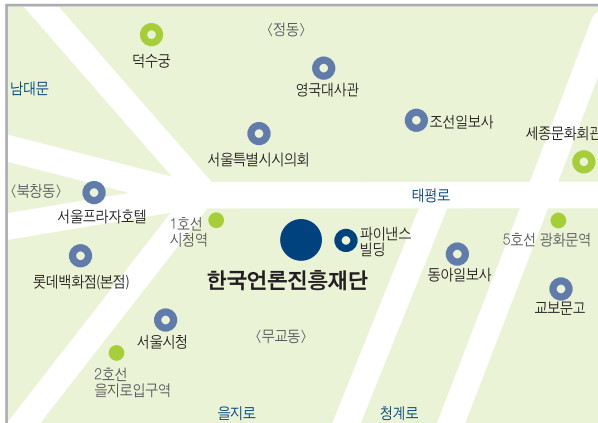 〈정동〉
덕수궁
남대문
영국대사관
조선일보사
세종문화회관
서울특별시시의회
〈북창동〉
태평로
서울프라자호텔
1호선
시청역
파이낸스
빌딩
5호선 광화문역
롯데백화점(본점)
한국언론진흥재단
동아일보사
교보문고
서울시청
〈무교동〉
2호선
을지로입구역
을지로
청계로